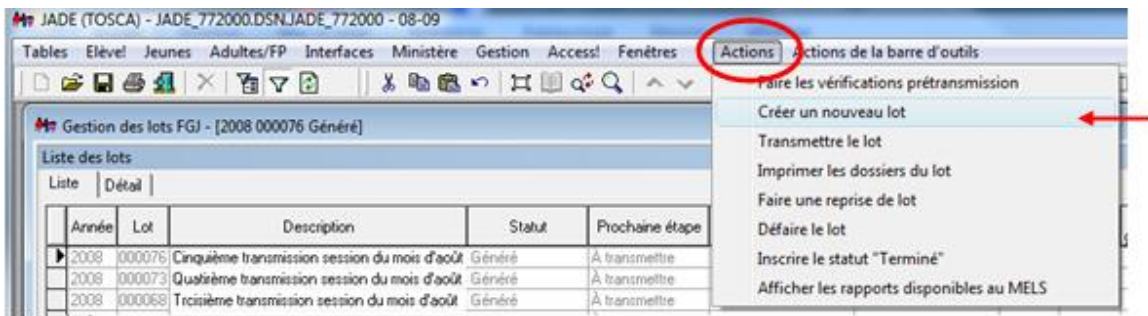 JADE (TOSCA) - JADE_772000.DSN.JADE_772000 - 08-09
Tables Elève! Jeunes Adultes/FP Interfaces Ministère Gestion Access! Fenêtres Actions Actions de la barre d'outils
Faire les vérifications prétransmission
Créer un nouveau lot
Transmettre le lot
Imprimer les dossiers du lot
Faire une reprise de lot
Défaire le lot
Inscrire le statut "Terminé"
Afficher les rapports disponibles au MELS
Gestion des lots FGJ - [2008 000076 Généré]
Liste des lots
Liste Détail
Année Lot Description Statut Prochaine étape
2008 000076 Cinquième transmission session du mois d'août Généré À transmettre
2008 000073 Quatrième transmission session du mois d'août Généré À transmettre
2008 000068 Troisième transmission session du mois d'août Généré À transmettre